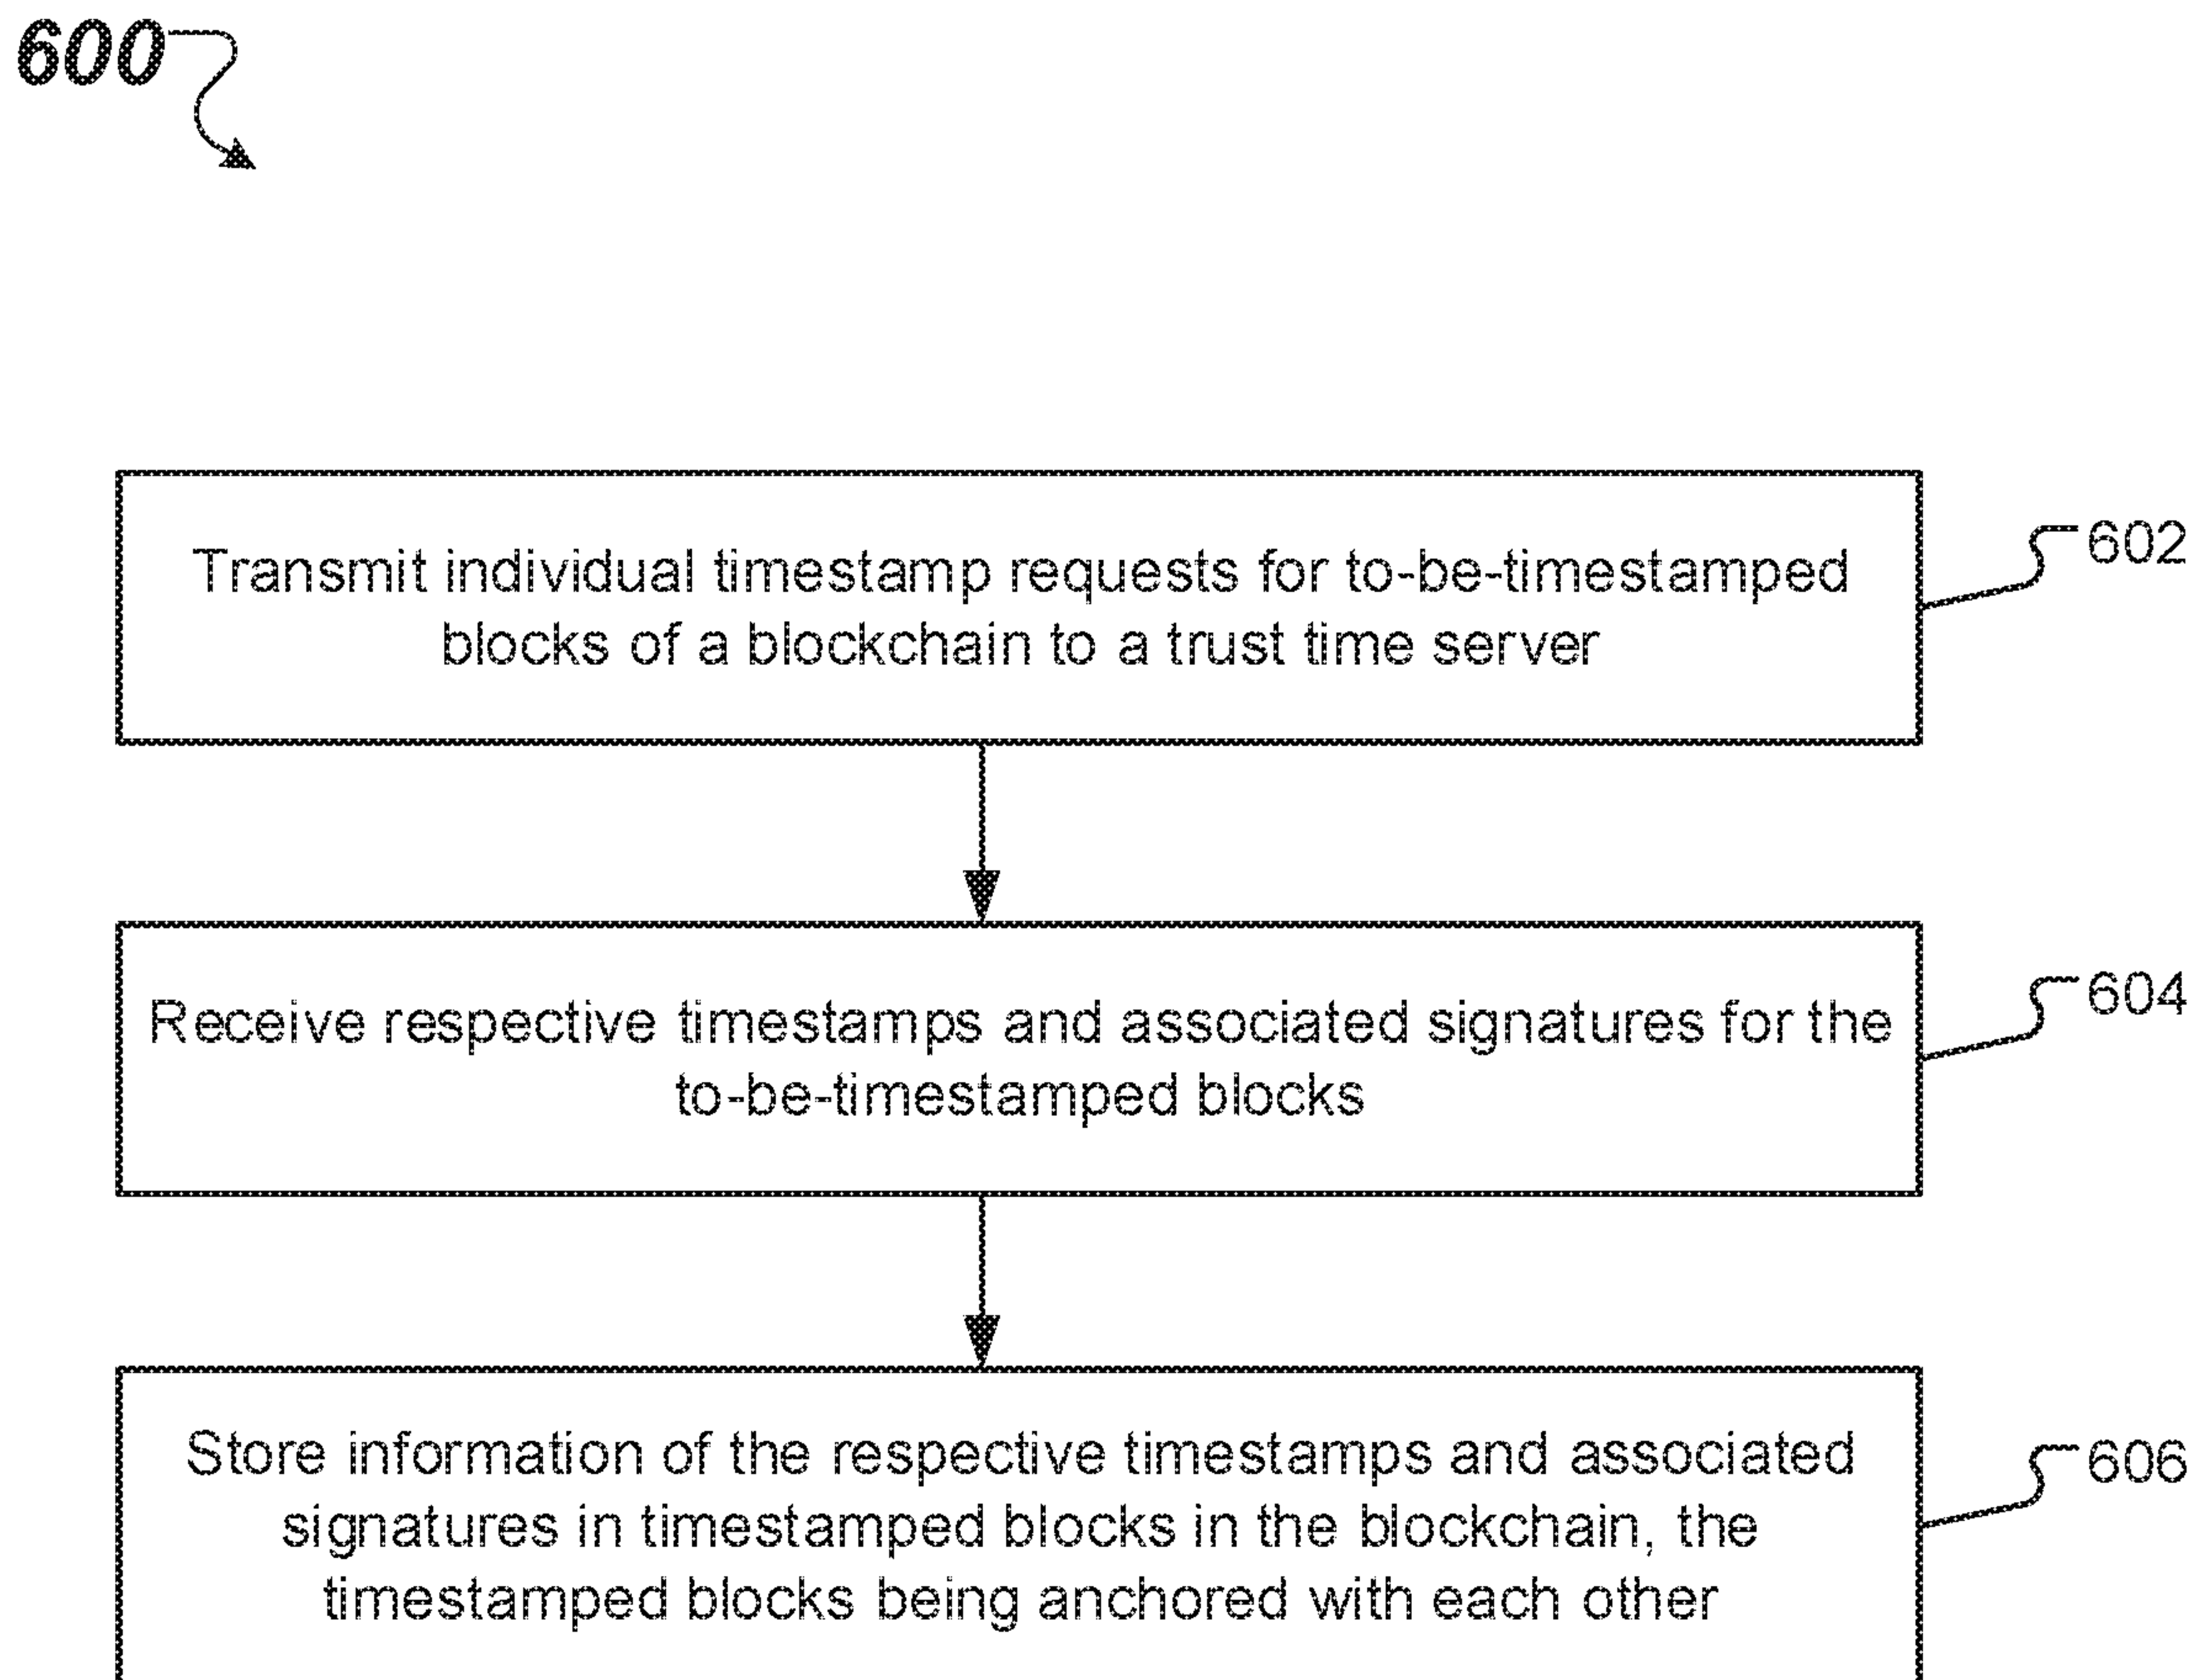 600
Transmit individual timestamp requests for to-be-timestamped
blocks of a blockchain to a trust time server
602
Receive respective timestamps and associated signatures for the
to-be-timestamped blocks
604
Store information of the respective timestamps and associated
signatures in timestamped blocks in the blockchain, the
timestamped blocks being anchored with each other
606